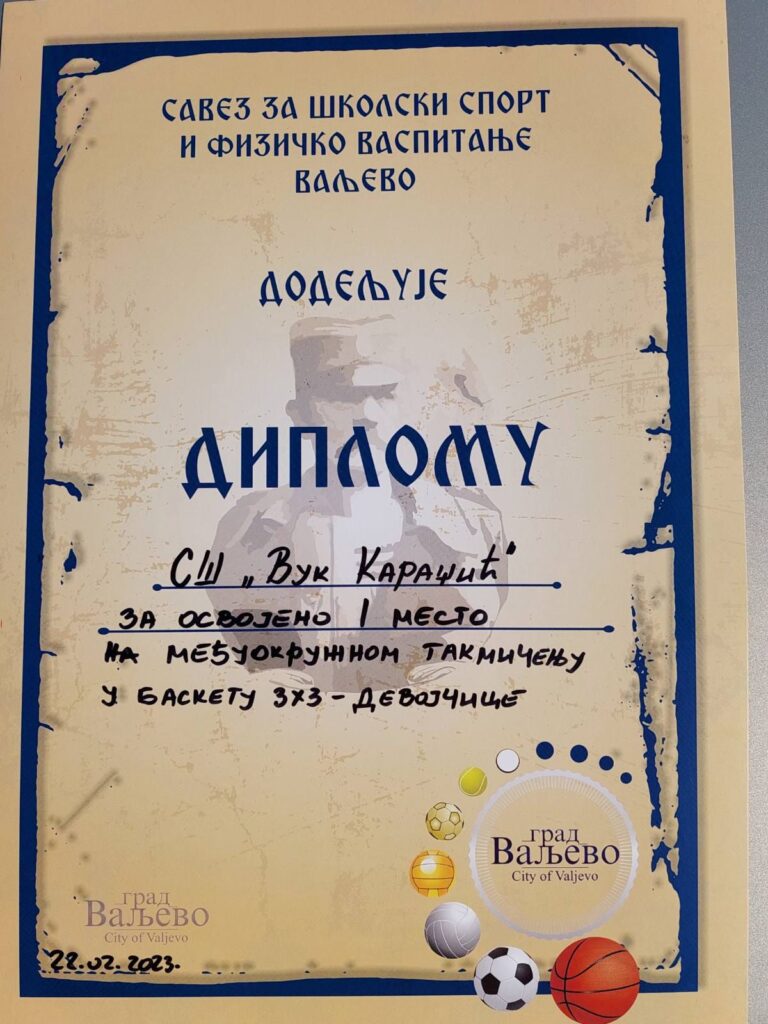 САВЕЗ ЗА ШКОЛСКИ СПОРТ
И ФИЗИЧКО ВАСПИТАЊЕ
ВАЉЕВО
ДОДЕЉУЈЕ
ДИПЛОМУ
СШ „Вук Караџић"
ЗА ОСВОЈЕНО I МЕСТО
НА МЕЂУОКРУЖНОМ ТАКМИЧЕЊУ
У БАСКЕТУ 3X3 - ДЕВОЈЧИЦЕ
град
Ваљево
City of Valjevo
град
Ваљево
City of Valjevo
22.02.2023.